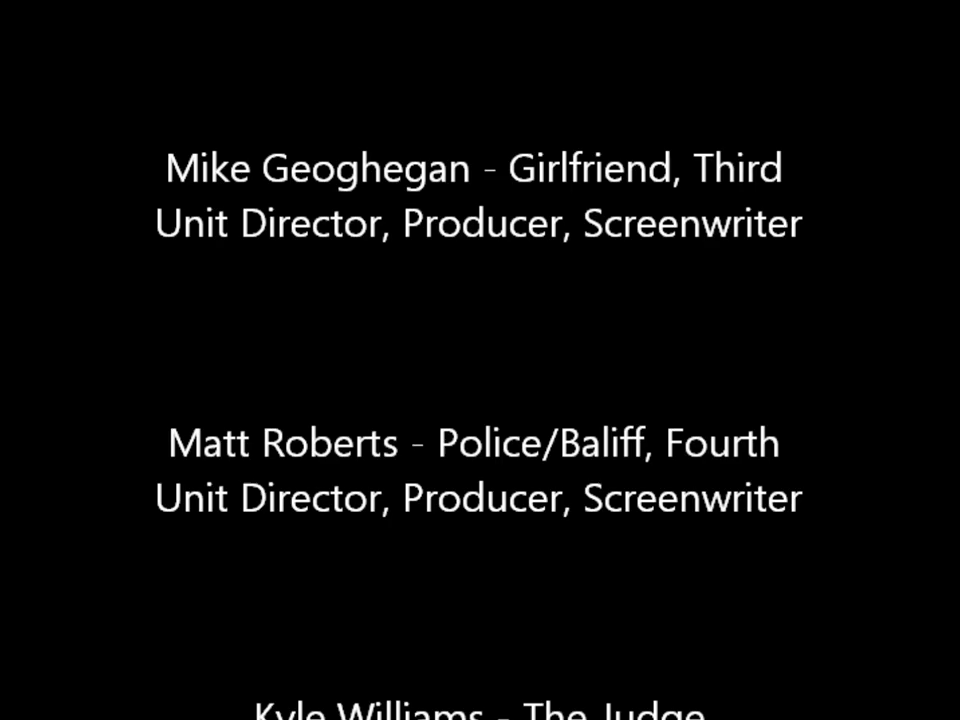 Mike Geoghegan - Girlfriend, Third
Unit Director, Producer, Screenwriter
Matt Roberts - Police/Baliff, Fourth
Unit Director, Producer, Screenwriter
Kyle Williams - The Judge